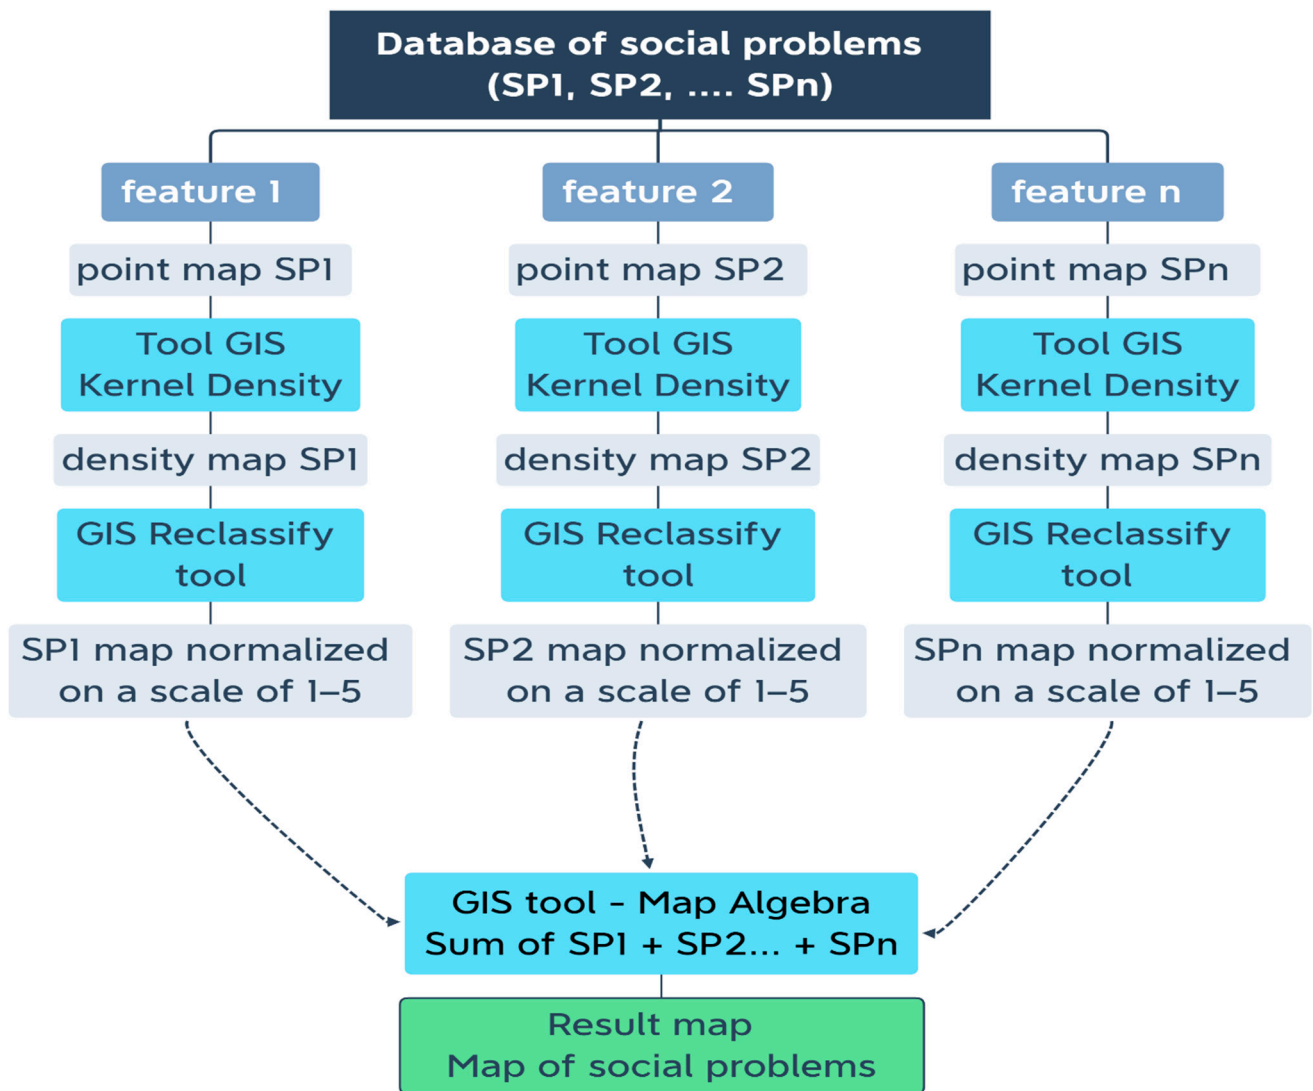 Database of social problems
(SP1, SP2, .... SPn)
feature 1
feature 2
feature n
point map SP1
point map SP2
point map SPn
Tool GIS
Kernel Density
Tool GIS
Kernel Density
Tool GIS
Kernel Density
density map SP1
density map SP2
density map SPn
GIS Reclassify
tool
GIS Reclassify
tool
GIS Reclassify
tool
SP1 map normalized
on a scale of 1–5
SP2 map normalized
on a scale of 1–5
SPn map normalized
on a scale of 1–5
GIS tool - Map Algebra
Sum of SP1 + SP2... + SPn
Result map
Map of social problems